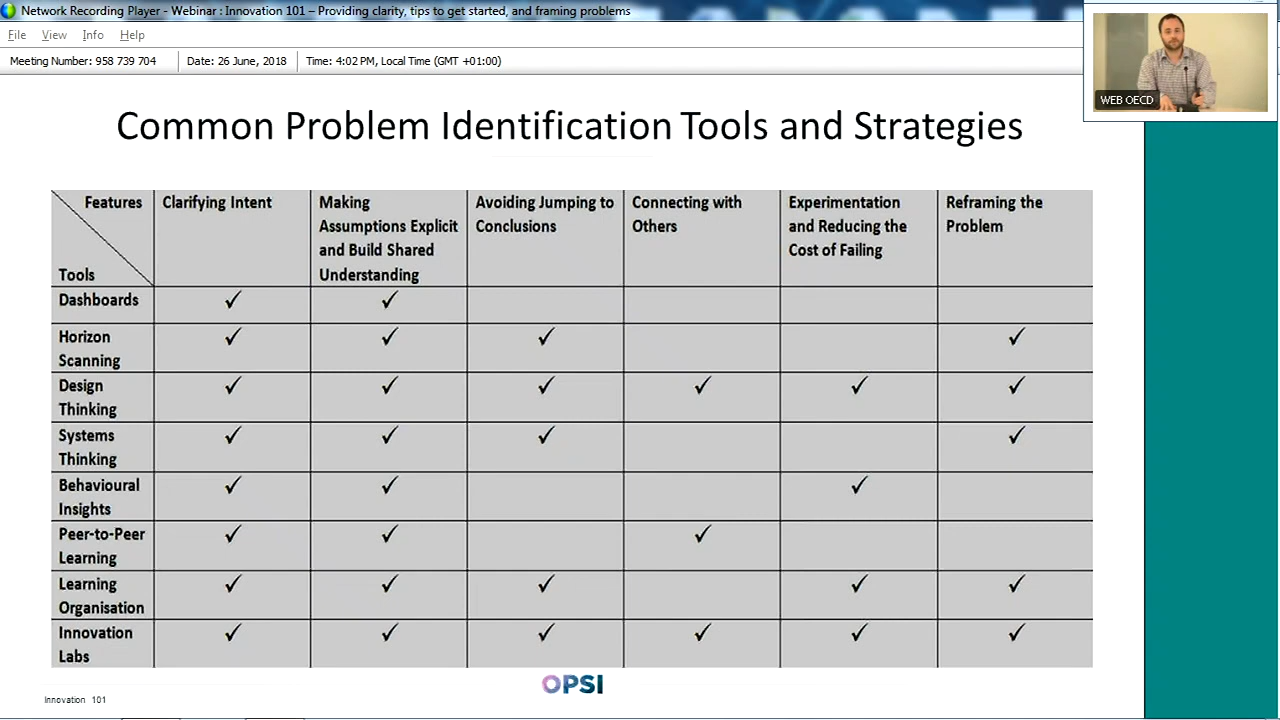 Network Recording Player - Webinar : Innovation 101 – Providing clarity, tips to get started, and framing problems
File View Info Help
Meeting Number: 958 739 704 Date: 26 June, 2018 Time: 4:02 PM, Local Time (GMT +01:00)
WEB OECD
Common Problem Identification Tools and Strategies
Features
Tools
Clarifying Intent
Making
Assumptions Explicit
and Build Shared
Understanding
Avoiding Jumping to
Conclusions
Connecting with
Others
Experimentation
and Reducing the
Cost of Failing
Reframing the
Problem
Dashboards ✓ ✓
Horizon
Scanning ✓ ✓ ✓ ✓
Design
Thinking ✓ ✓ ✓ ✓ ✓ ✓
Systems
Thinking ✓ ✓ ✓ ✓
Behavioural
Insights ✓ ✓ ✓
Peer-to-Peer
Learning ✓ ✓ ✓
Learning
Organisation ✓ ✓ ✓ ✓ ✓
Innovation
Labs ✓ ✓ ✓ ✓ ✓ ✓
OPSI
Innovation 101